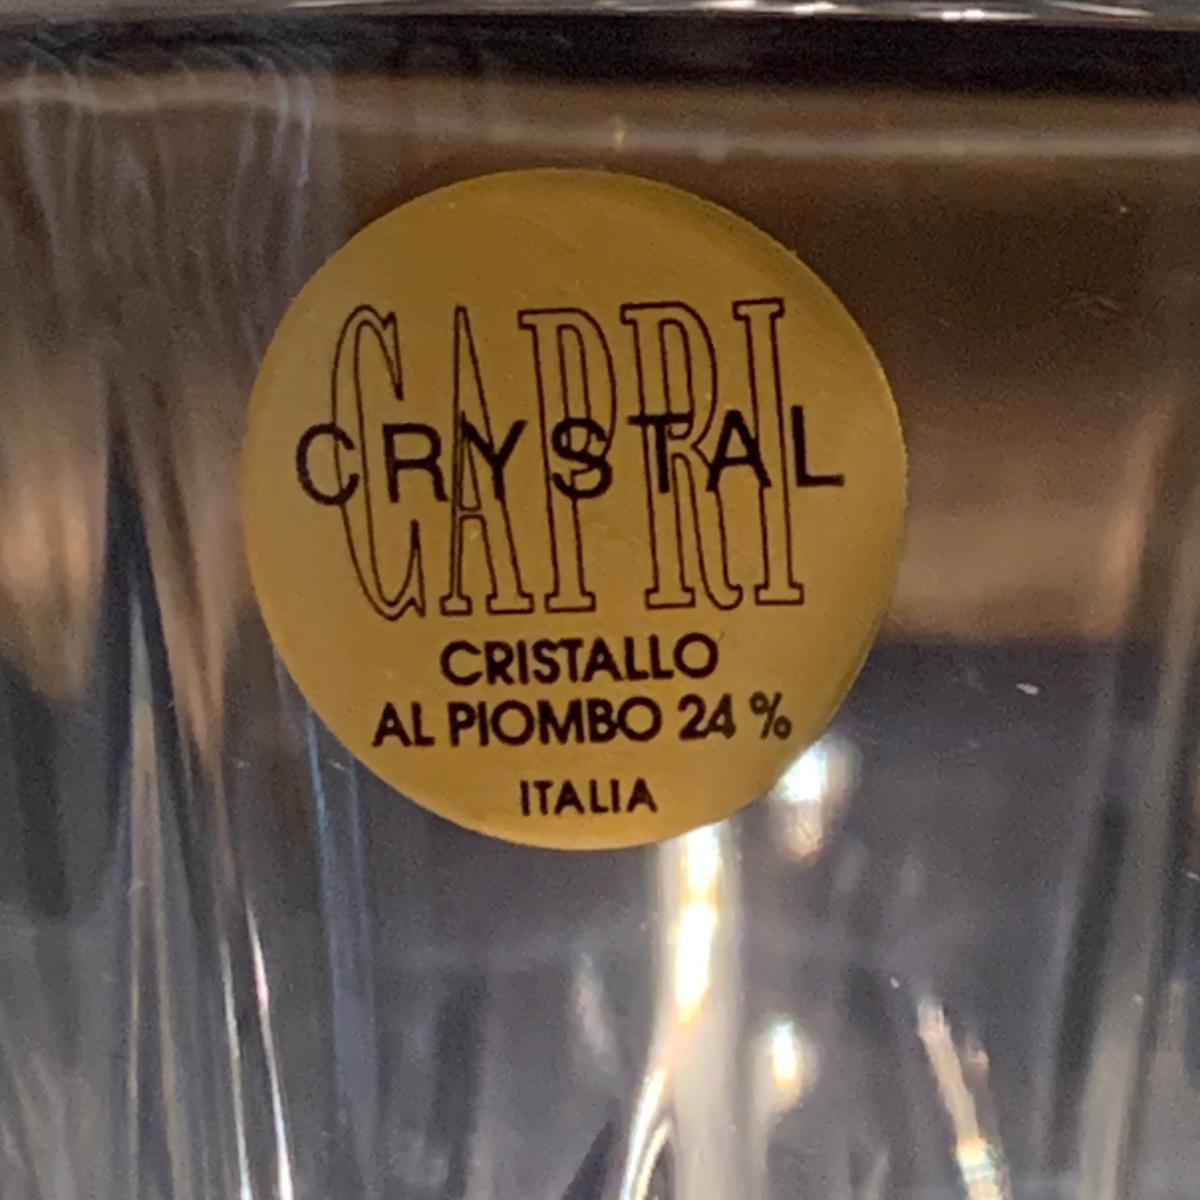 CAPRI
CRYSTAL
CRISTALLO
AL PIOMBO 24 %
ITALIA